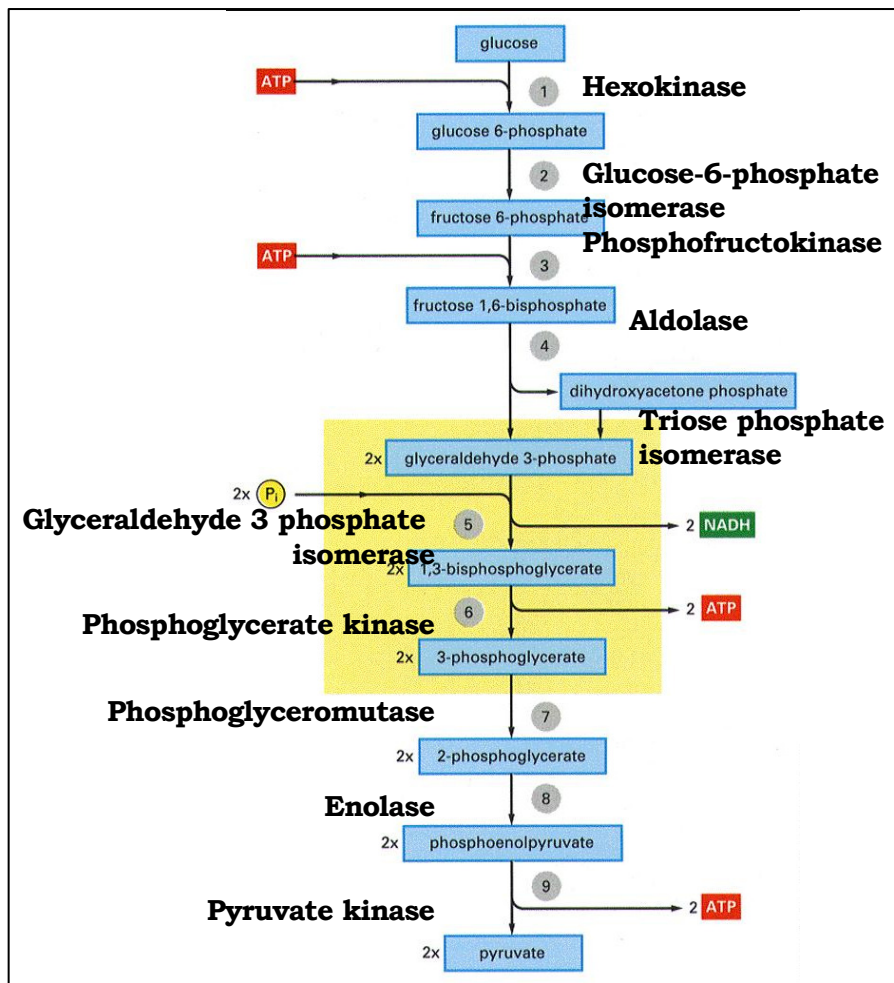 glucose
ATP
1
Hexokinase
glucose 6-phosphate
2
Glucose-6-phosphate
isomerase
fructose 6-phosphate
Phosphofructokinase
ATP
3
fructose 1,6-bisphosphate
Aldolase
4
dihydroxyacetone phosphate
Triose phosphate
isomerase
2x glyceraldehyde 3-phosphate
2x Pi
Glyceraldehyde 3 phosphate
isomerase
5
2 NADH
2x 1,3-bisphosphoglycerate
6
2 ATP
Phosphoglycerate kinase
2x 3-phosphoglycerate
Phosphoglyceromutase
7
2x 2-phosphoglycerate
8
Enolase
2x phosphoenolpyruvate
9
Pyruvate kinase
2 ATP
2x pyruvate